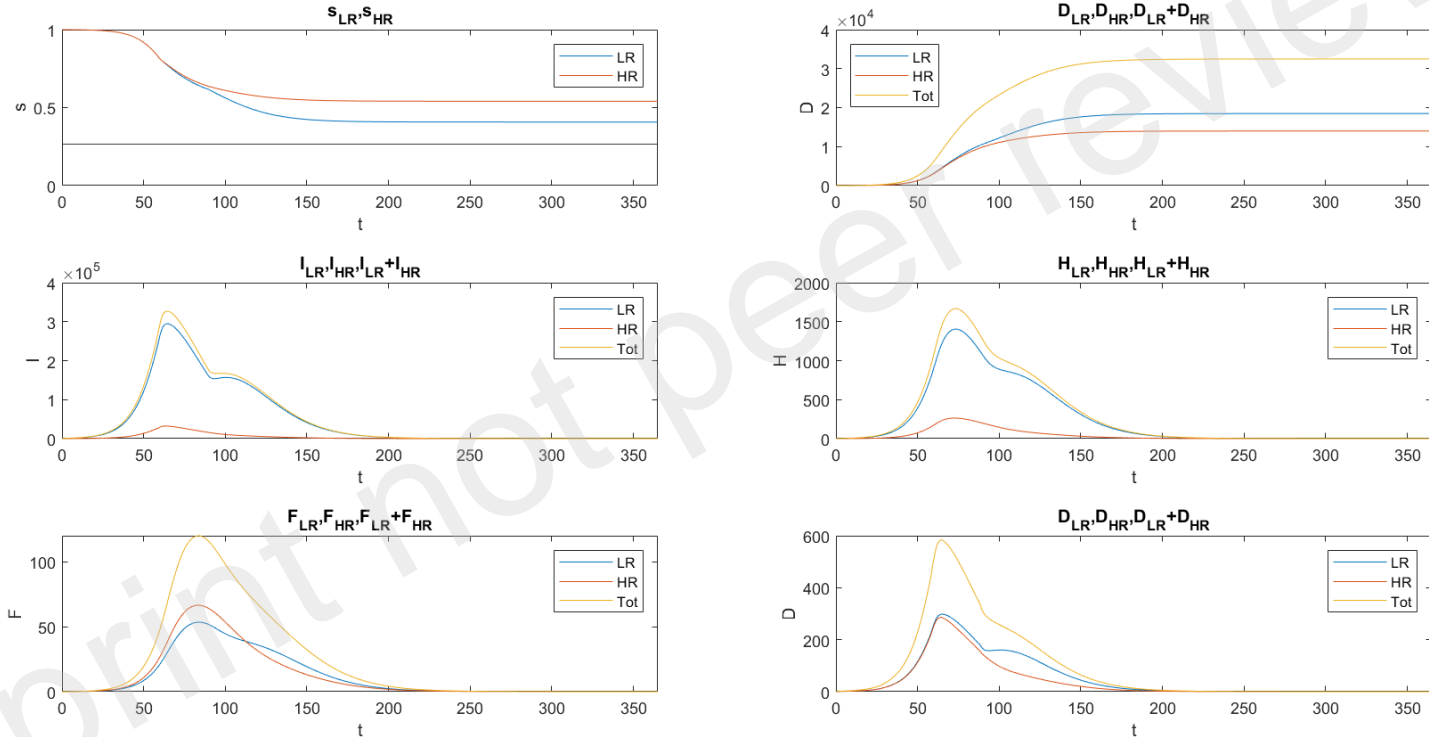 s_LR,s_HR
1
0.5
0
s
LR
HR
0 50 100 150 200 250 300 350
t
D_LR,D_HR,D_LR+D_HR
×10^4
4
3
2
1
0
D
LR
HR
Tot
0 50 100 150 200 250 300 350
t
I_LR,I_HR,I_LR+I_HR
×10^5
4
3
2
1
0
I
LR
HR
Tot
0 50 100 150 200 250 300 350
t
H_LR,H_HR,H_LR+H_HR
2000
1500
1000
500
0
H
LR
HR
Tot
0 50 100 150 200 250 300 350
t
F_LR,F_HR,F_LR+F_HR
100
50
0
F
LR
HR
Tot
0 50 100 150 200 250 300 350
t
D_LR,D_HR,D_LR+D_HR
600
400
200
0
D
LR
HR
Tot
0 50 100 150 200 250 300 350
t
print not peer review